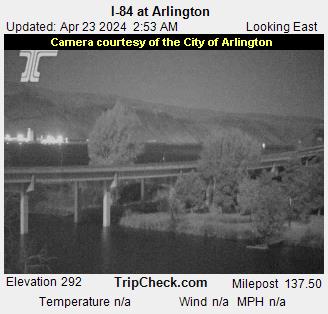 I-84 at Arlington
Updated: Apr 23 2024 2:53 AM Looking East
Camera courtesy of the City of Arlington
Elevation 292 TripCheck.com Milepost 137.50
Temperature n/a Wind n/a MPH n/a